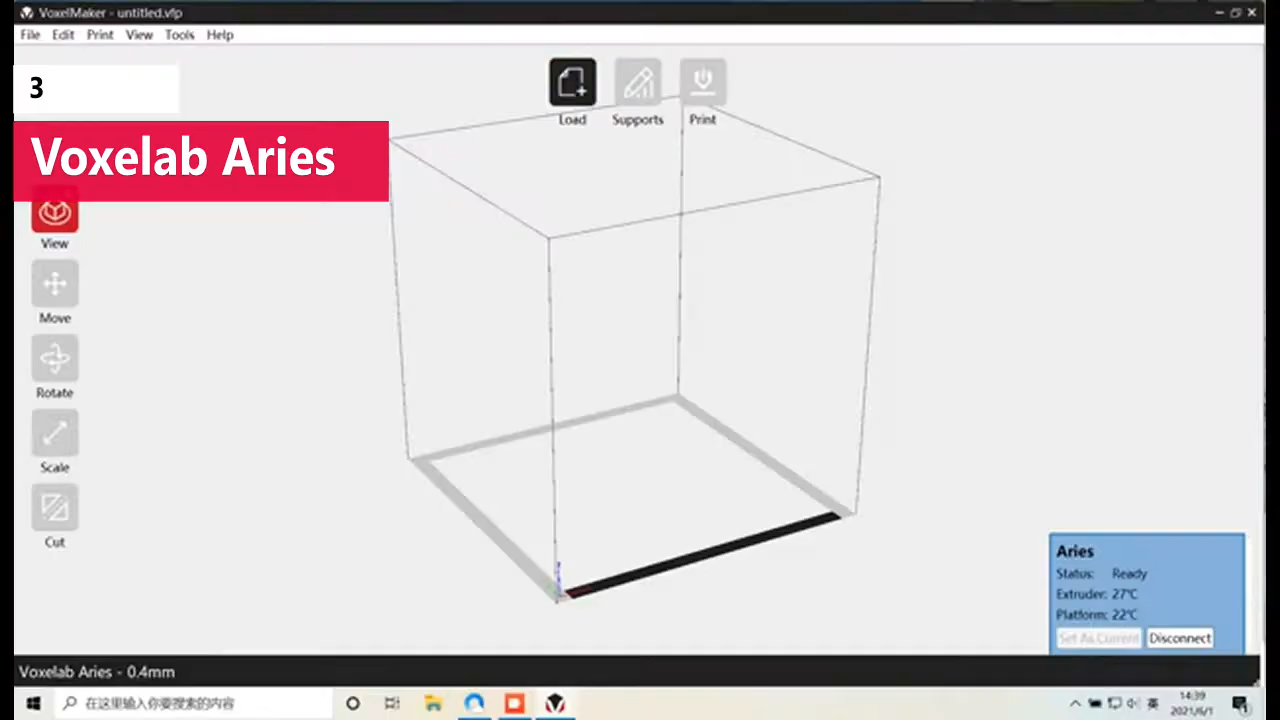 VoxelMaker - untitled.vfp
File Edit Print View Tools Help
3
Voxelab Aries
Load Supports Print
View
Move
Rotate
Scale
Cut
Aries
Status: Ready
Extruder: 27℃
Platform: 22℃
Set As Current Disconnect
Voxelab Aries - 0.4mm
在这里输入你要搜索的内容
英
14:39
2021/6/1
1